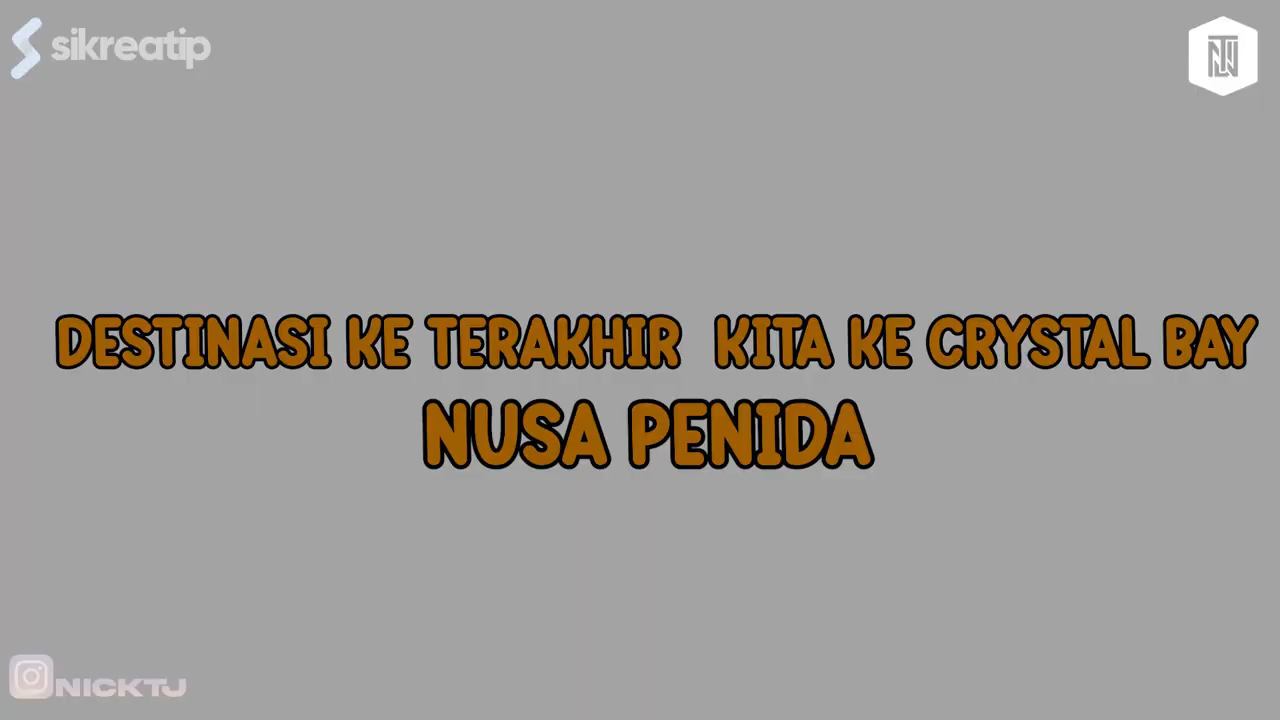 sikreatip
DESTINASI KE TERAKHIR KITA KE CRYSTAL BAY
NUSA PENIDA
NICKTJ